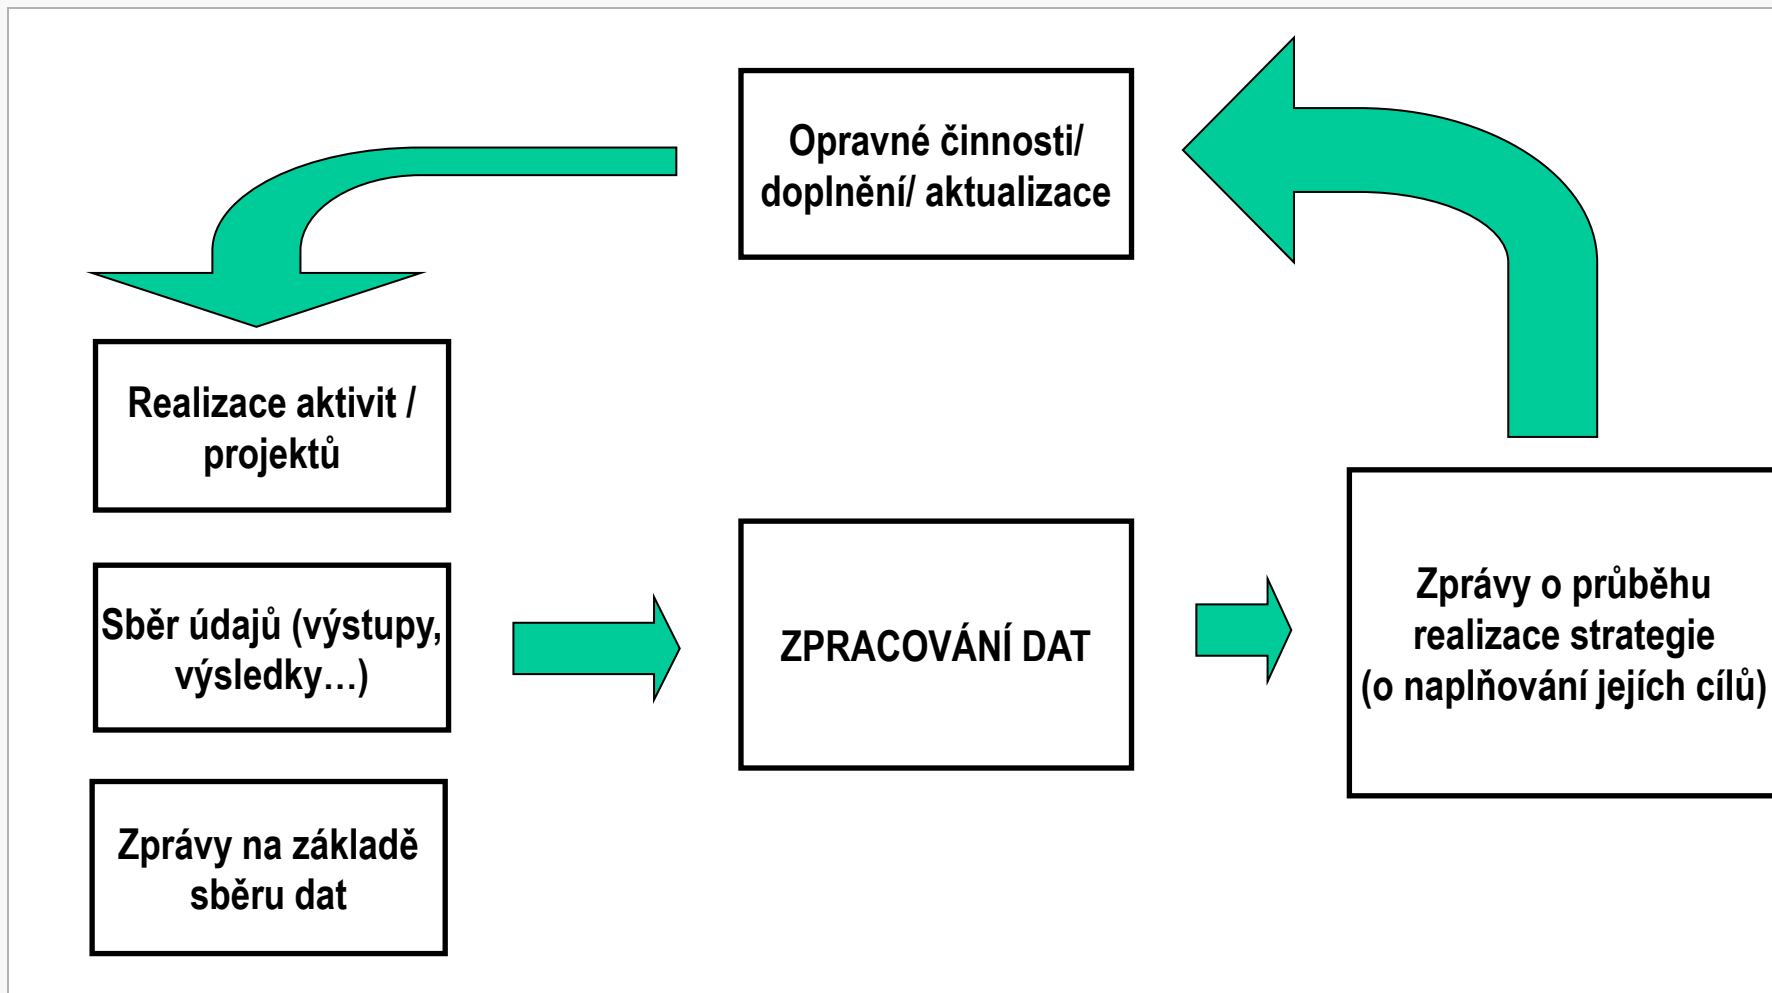 Opravné činnosti/
doplnění/ aktualizace
Realizace aktivit /
projektů
Sběr údajů (výstupy,
výsledky…)
Zprávy na základě
sběru dat
ZPRACOVÁNÍ DAT
Zprávy o průběhu
realizace strategie
(o naplňování jejích cílů)